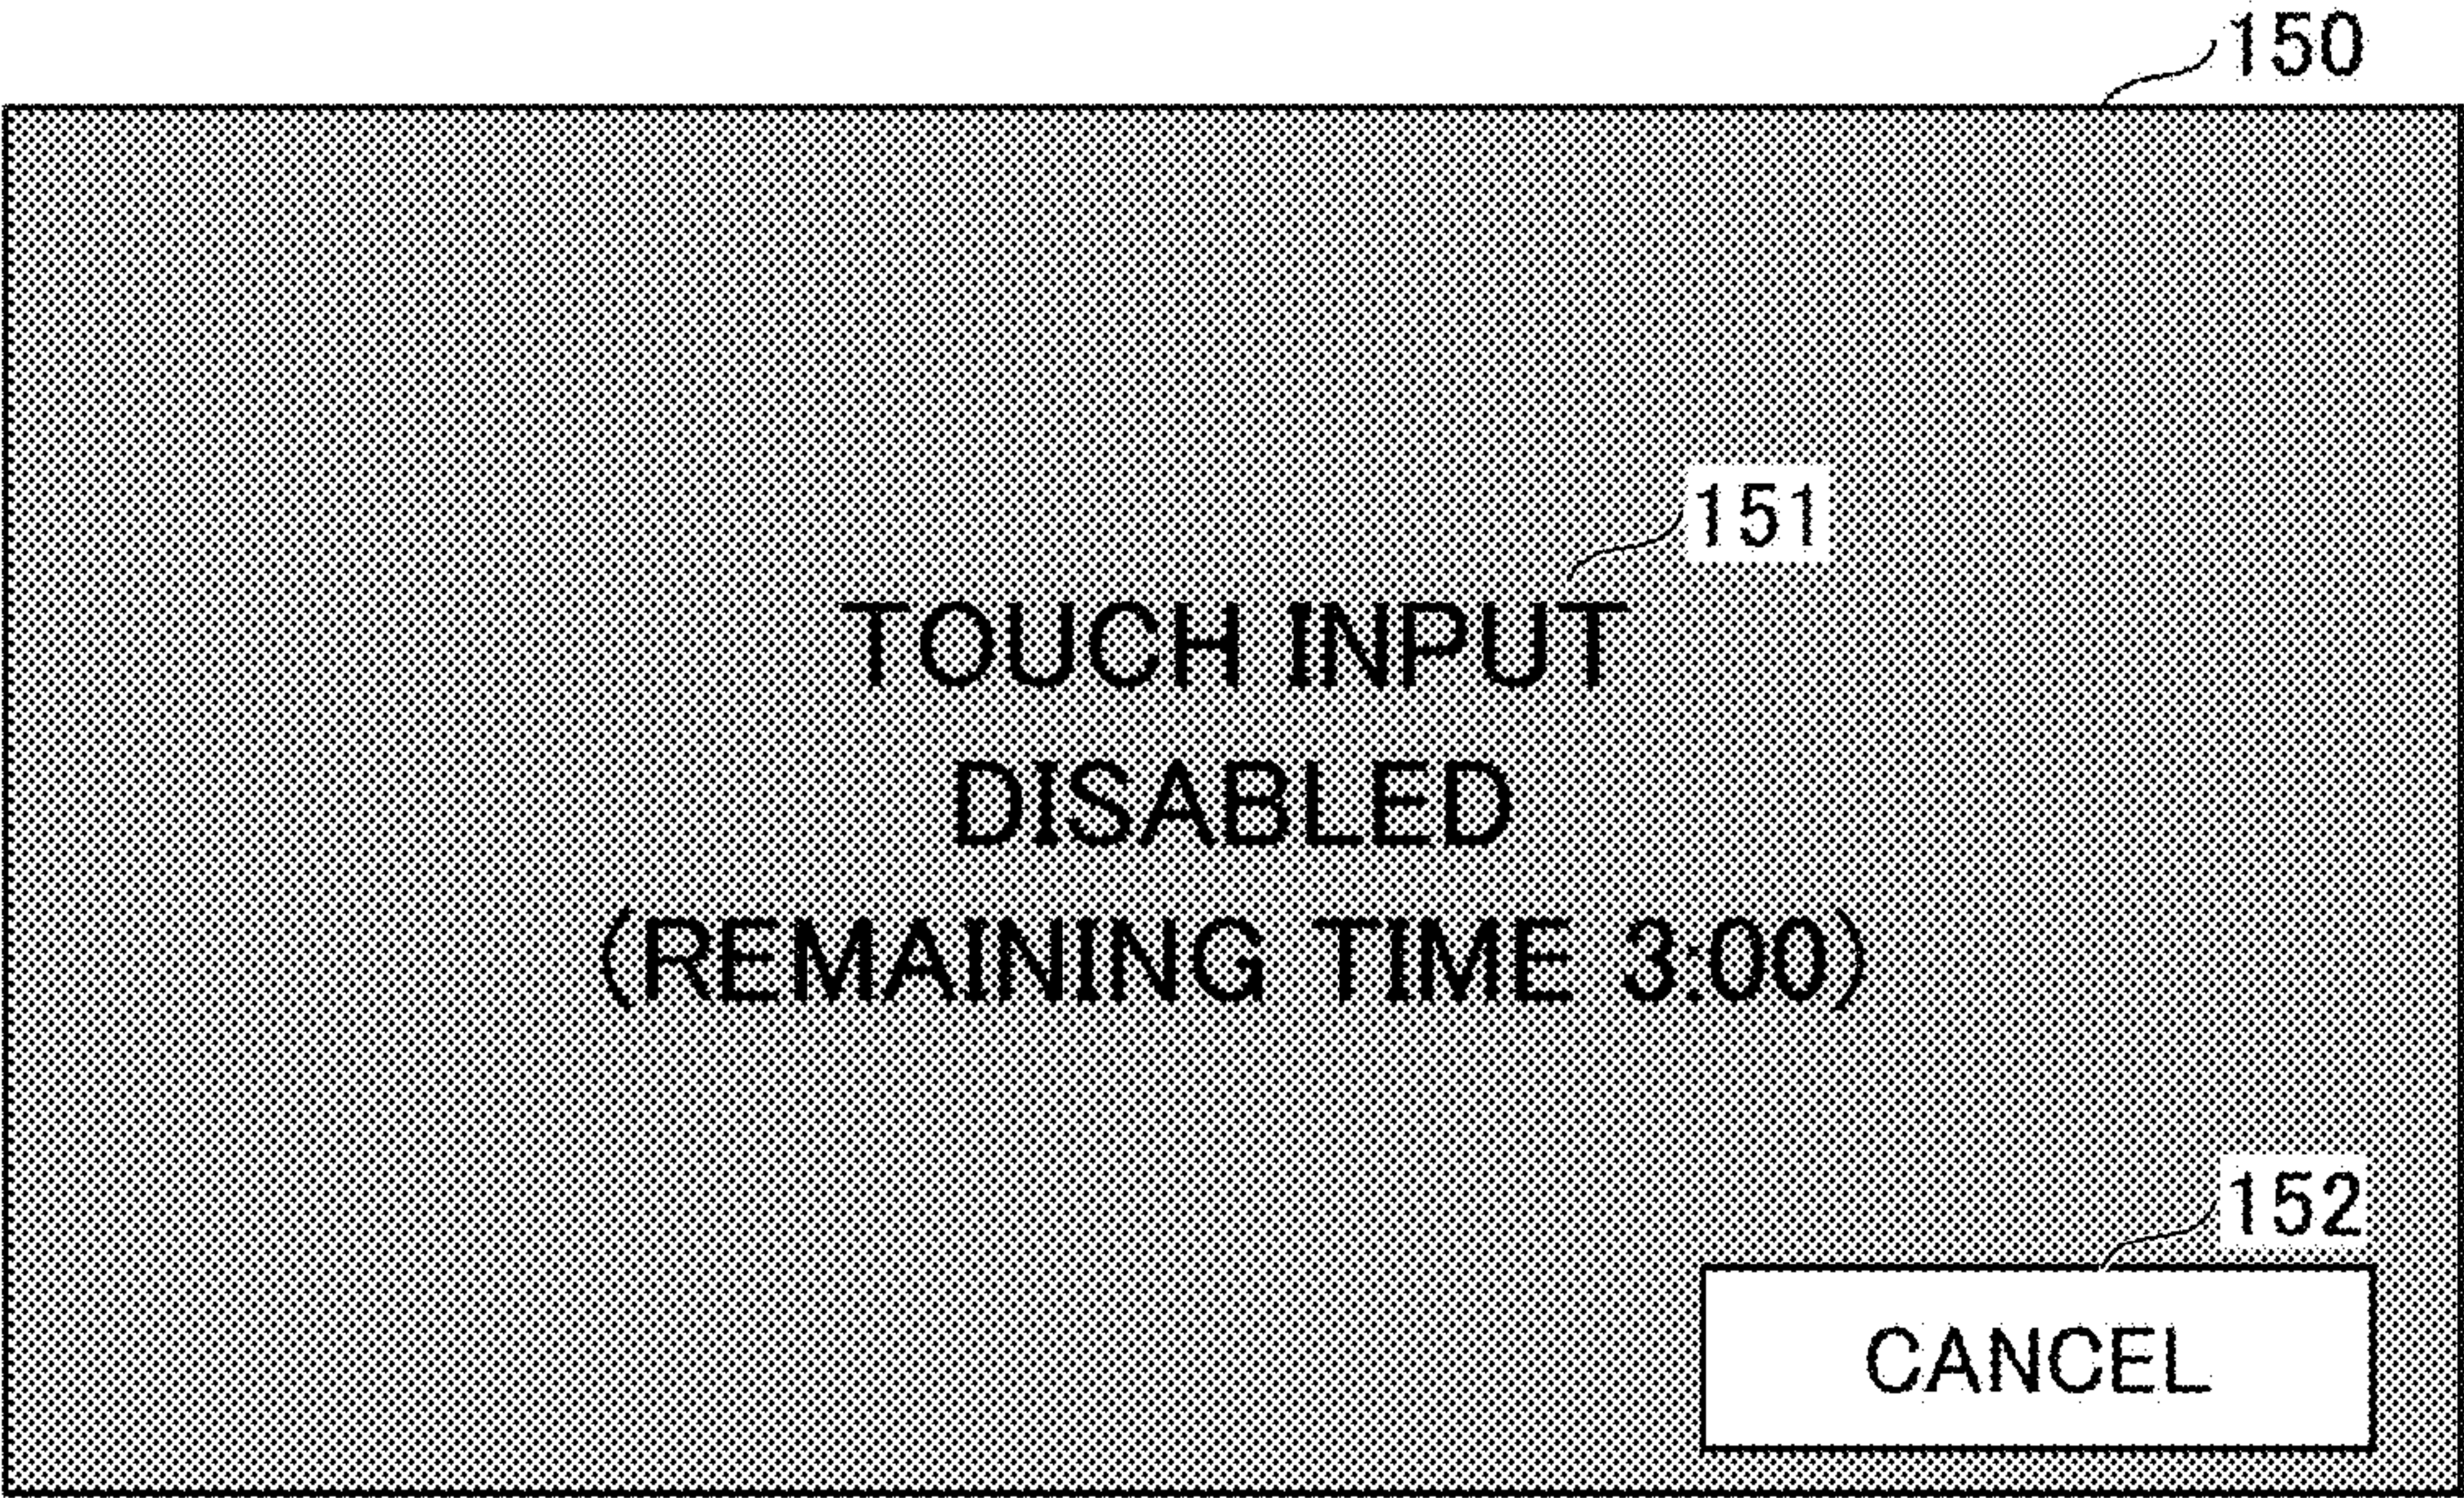 150
151
TOUCH INPUT
DISABLED
(REMAINING TIME 3:00)
152
CANCEL